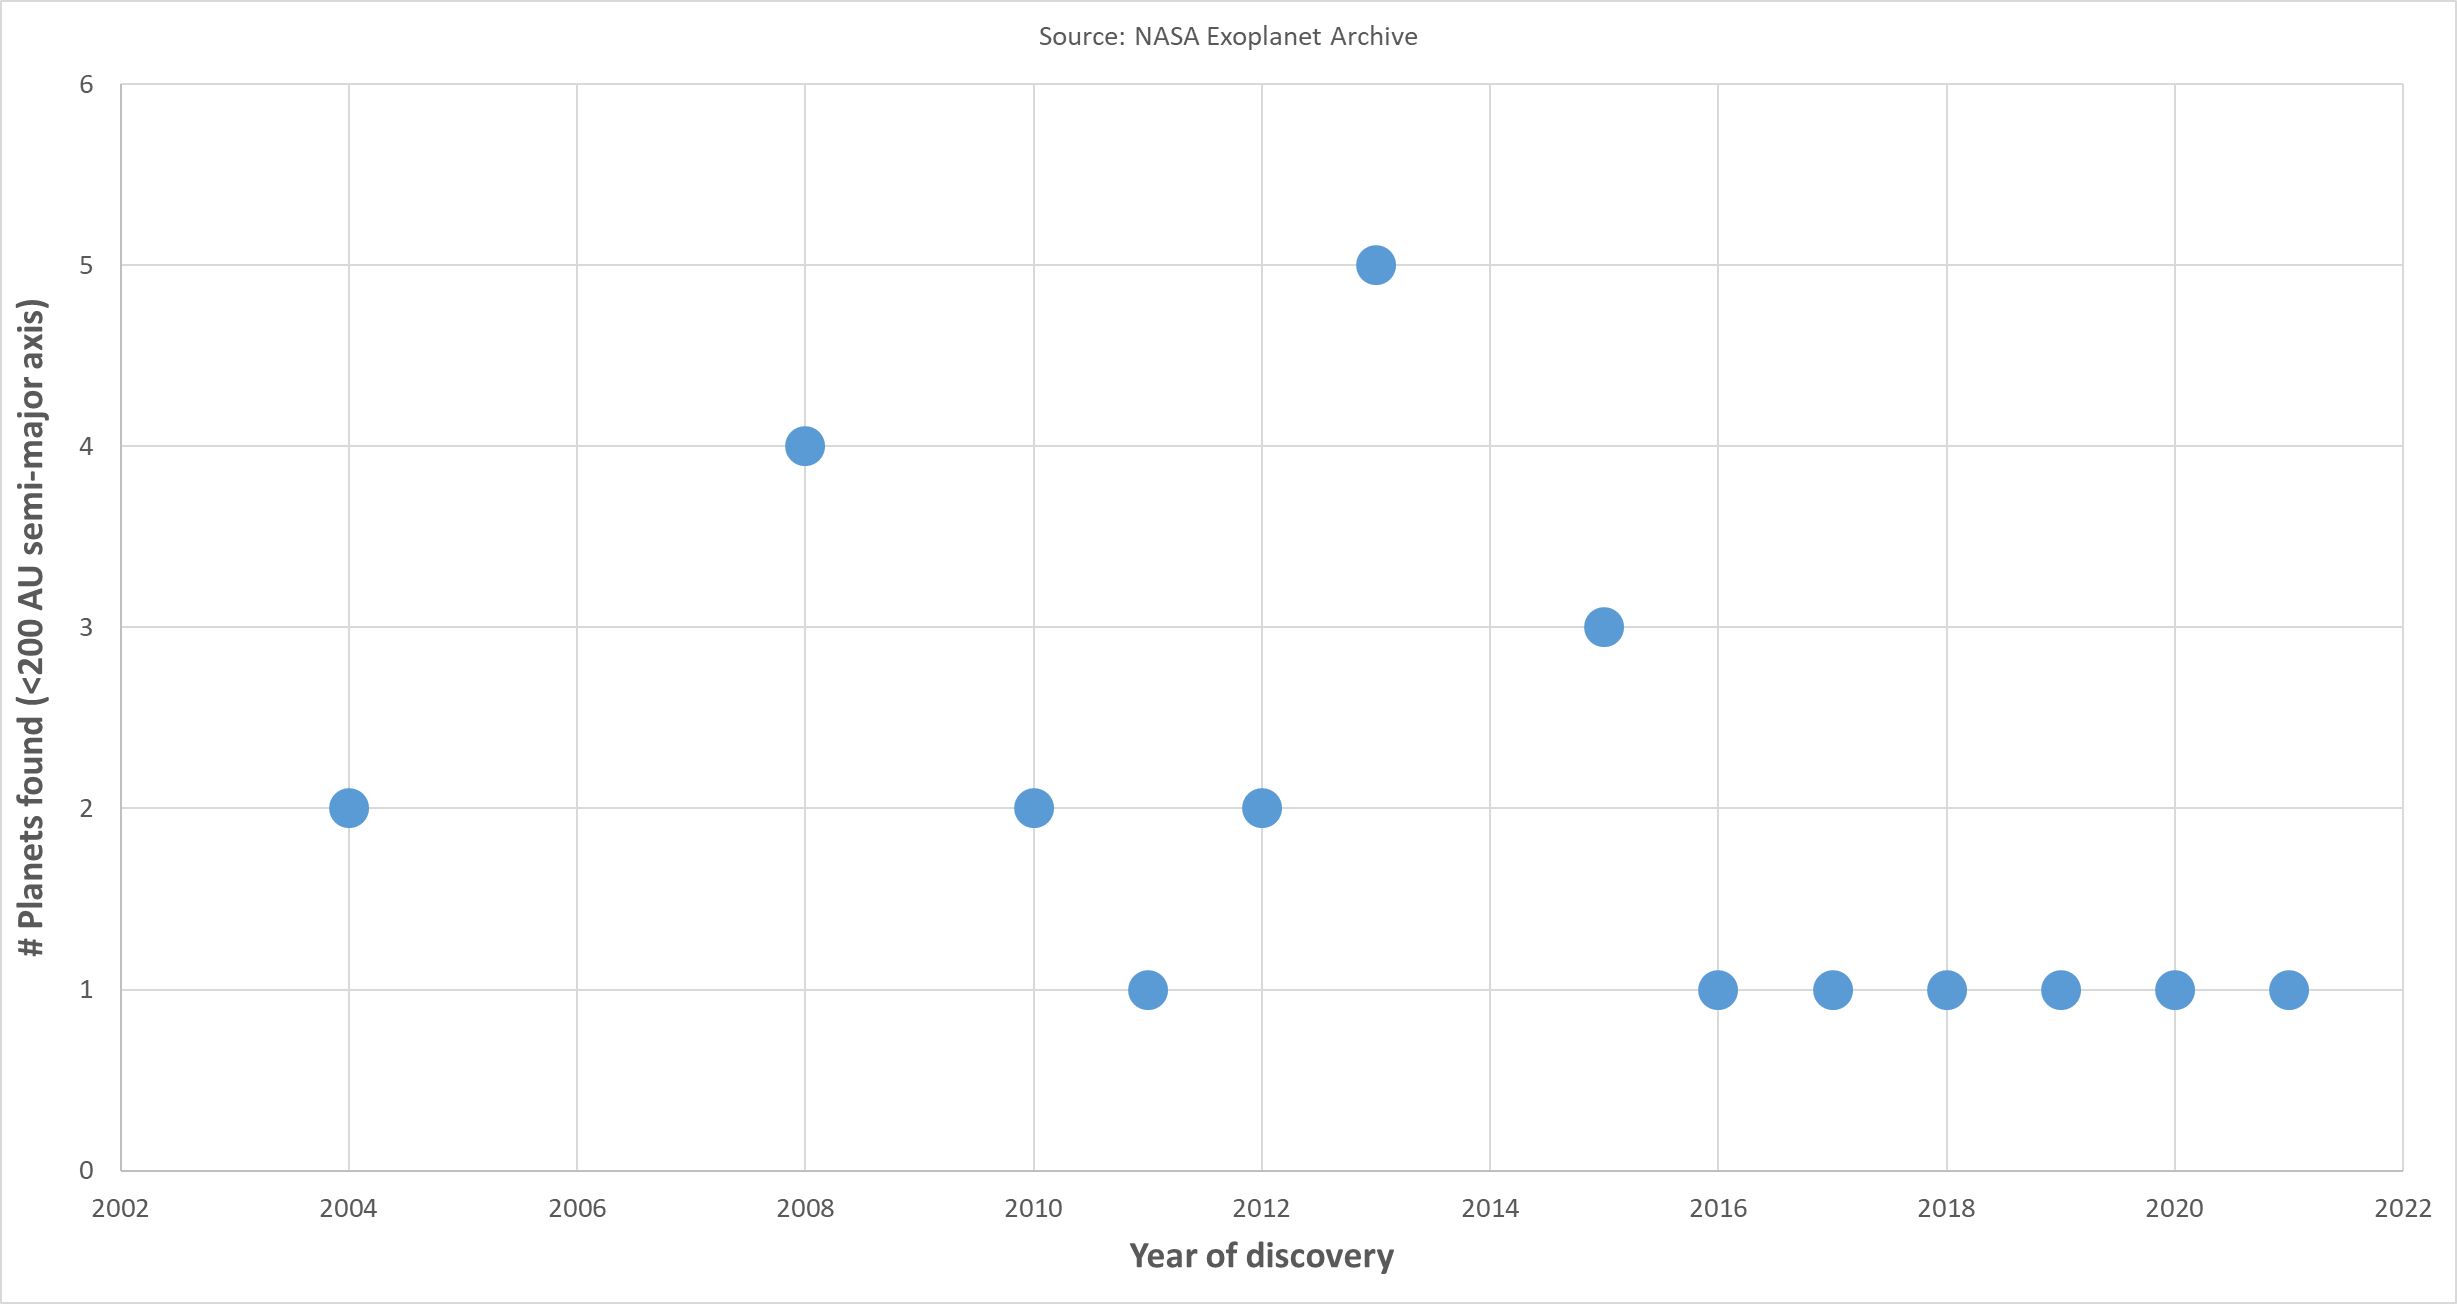 Source: NASA Exoplanet Archive
# Planets found (<200 AU semi-major axis)
6
5
4
3
2
1
0
2002 2004 2006 2008 2010 2012 2014 2016 2018 2020 2022
Year of discovery